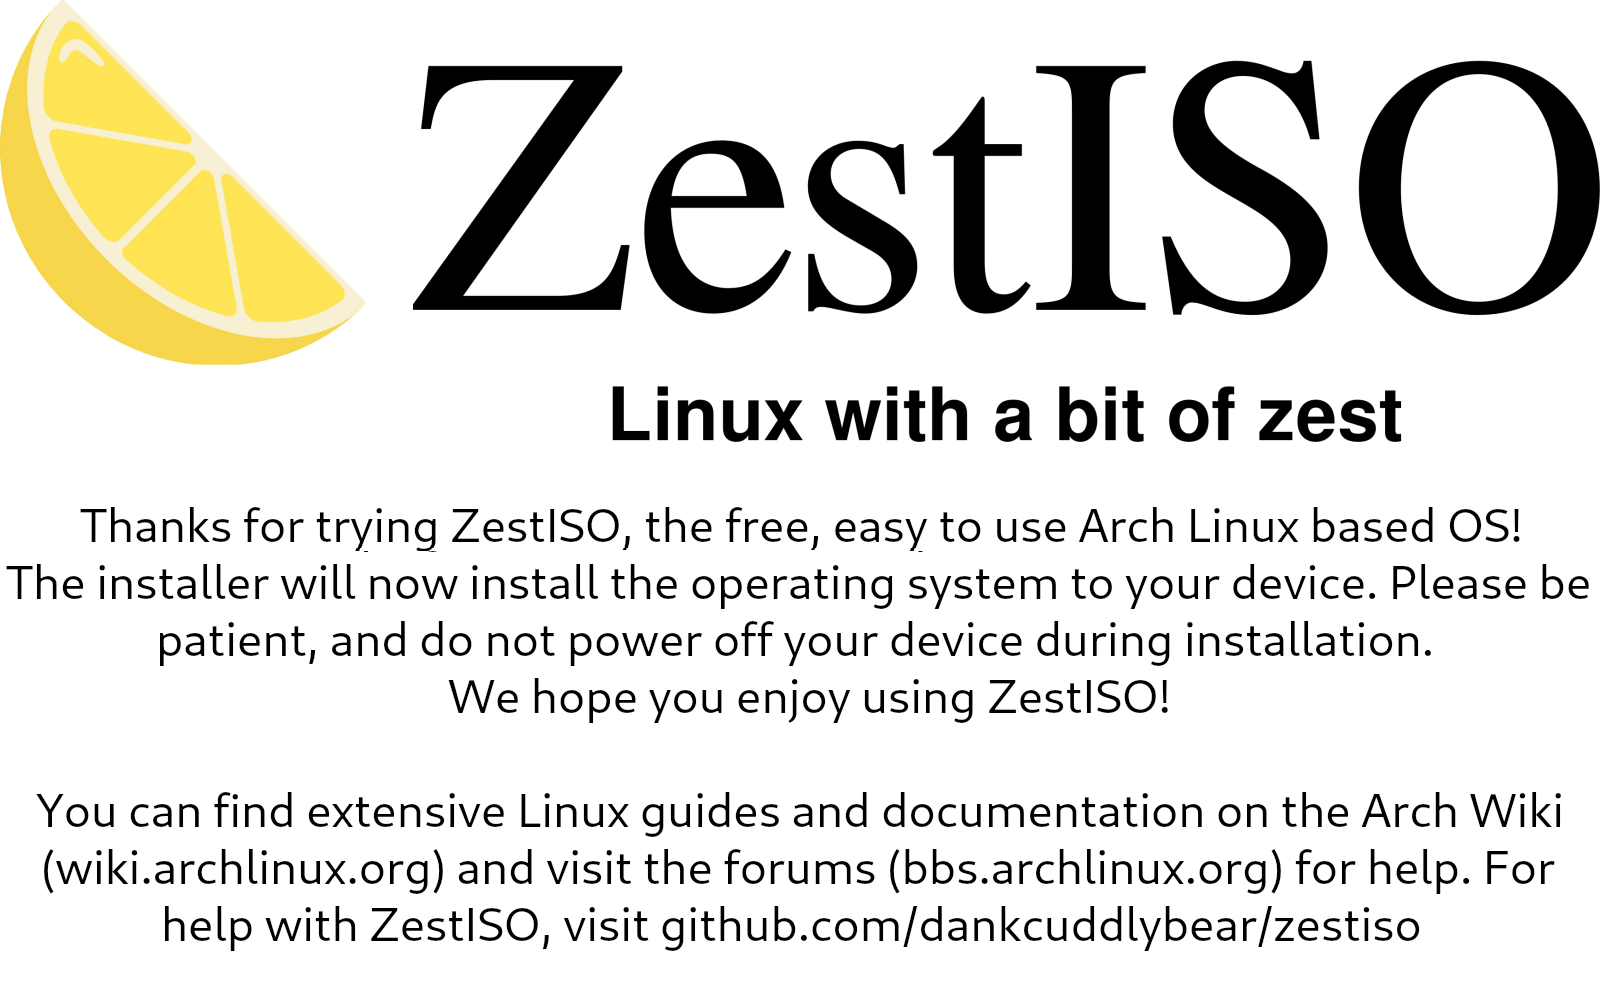 ZestISO
Linux with a bit of zest
Thanks for trying ZestISO, the free, easy to use Arch Linux based OS!
The installer will now install the operating system to your device. Please be
patient, and do not power off your device during installation.
We hope you enjoy using ZestISO!
You can find extensive Linux guides and documentation on the Arch Wiki
(wiki.archlinux.org) and visit the forums (bbs.archlinux.org) for help. For
help with ZestISO, visit github.com/dankcuddlybear/zestiso